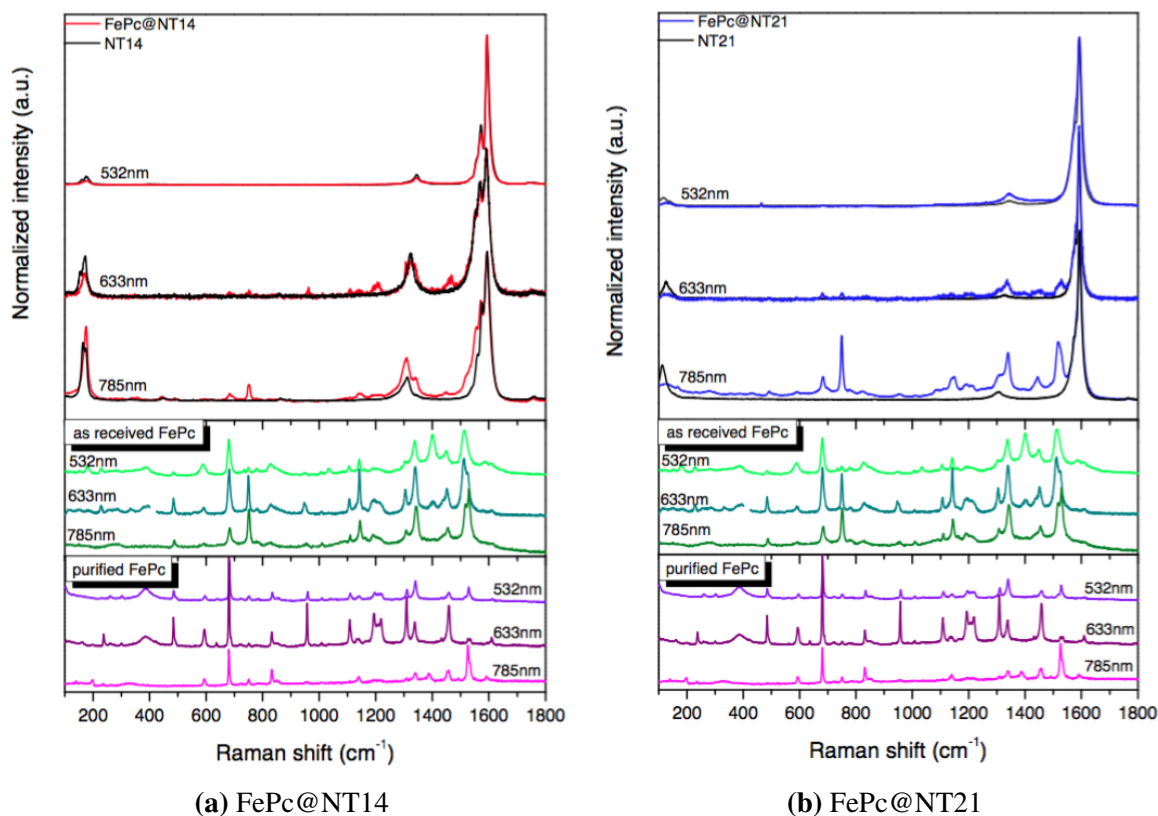 FePc@NT14
NT14
532nm
633nm
785nm
as received FePc
532nm
633nm
785nm
purified FePc
532nm
633nm
785nm
200 400 600 800 1000 1200 1400 1600 1800
Raman shift (cm⁻¹)
Normalized intensity (a.u.)
(a) FePc@NT14
FePc@NT21
NT21
532nm
633nm
785nm
as received FePc
532nm
633nm
785nm
purified FePc
532nm
633nm
785nm
200 400 600 800 1000 1200 1400 1600 1800
Raman shift (cm⁻¹)
Normalized intensity (a.u.)
(b) FePc@NT21